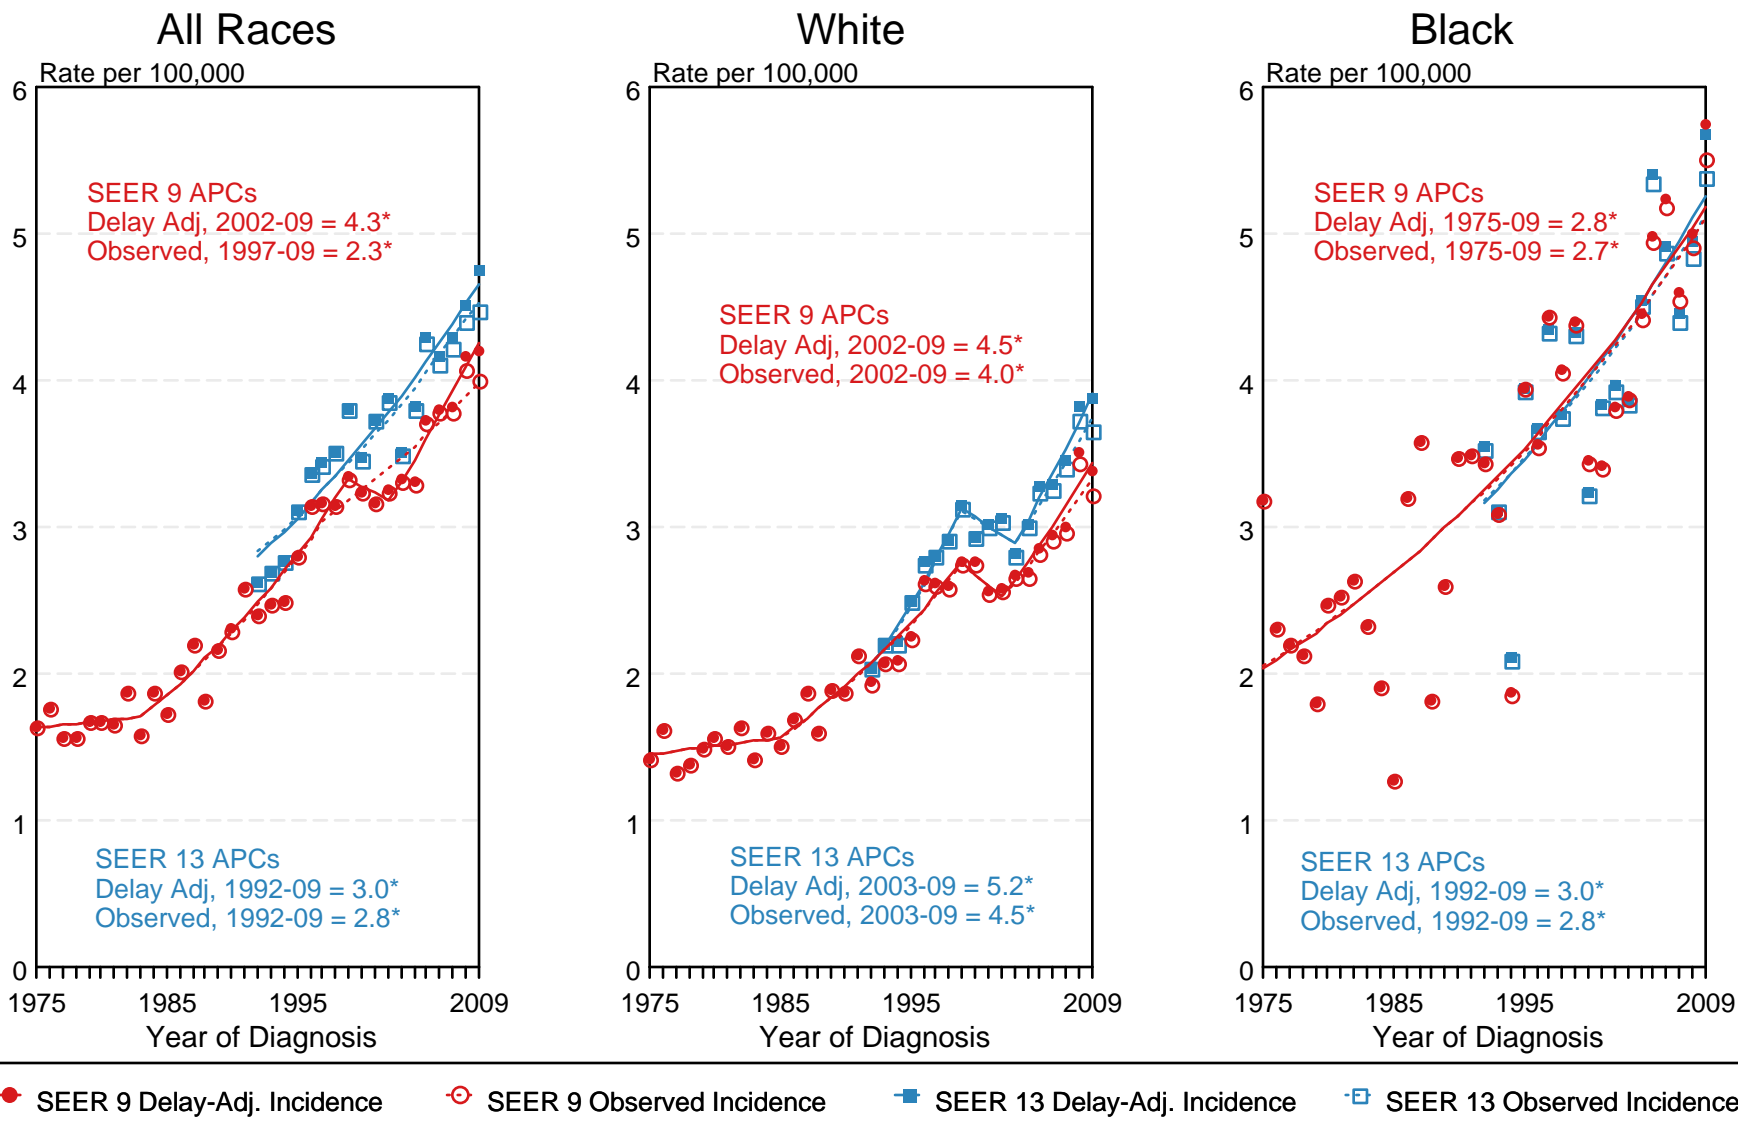 All Races
Rate per 100,000
6
5
4
3
2
1
0
SEER 9 APCs
Delay Adj, 2002-09 = 4.3*
Observed, 1997-09 = 2.3*
SEER 13 APCs
Delay Adj, 1992-09 = 3.0*
Observed, 1992-09 = 2.8*
1975 1985 1995 2009
Year of Diagnosis
White
Rate per 100,000
6
5
4
3
2
1
0
SEER 9 APCs
Delay Adj, 2002-09 = 4.5*
Observed, 2002-09 = 4.0*
SEER 13 APCs
Delay Adj, 2003-09 = 5.2*
Observed, 2003-09 = 4.5*
1975 1985 1995 2009
Year of Diagnosis
Black
Rate per 100,000
6
5
4
3
2
1
0
SEER 9 APCs
Delay Adj, 1975-09 = 2.8*
Observed, 1975-09 = 2.7*
SEER 13 APCs
Delay Adj, 1992-09 = 3.0*
Observed, 1992-09 = 2.8*
1975 1985 1995 2009
Year of Diagnosis
SEER 9 Delay-Adj. Incidence SEER 9 Observed Incidence SEER 13 Delay-Adj. Incidence SEER 13 Observed Incidence